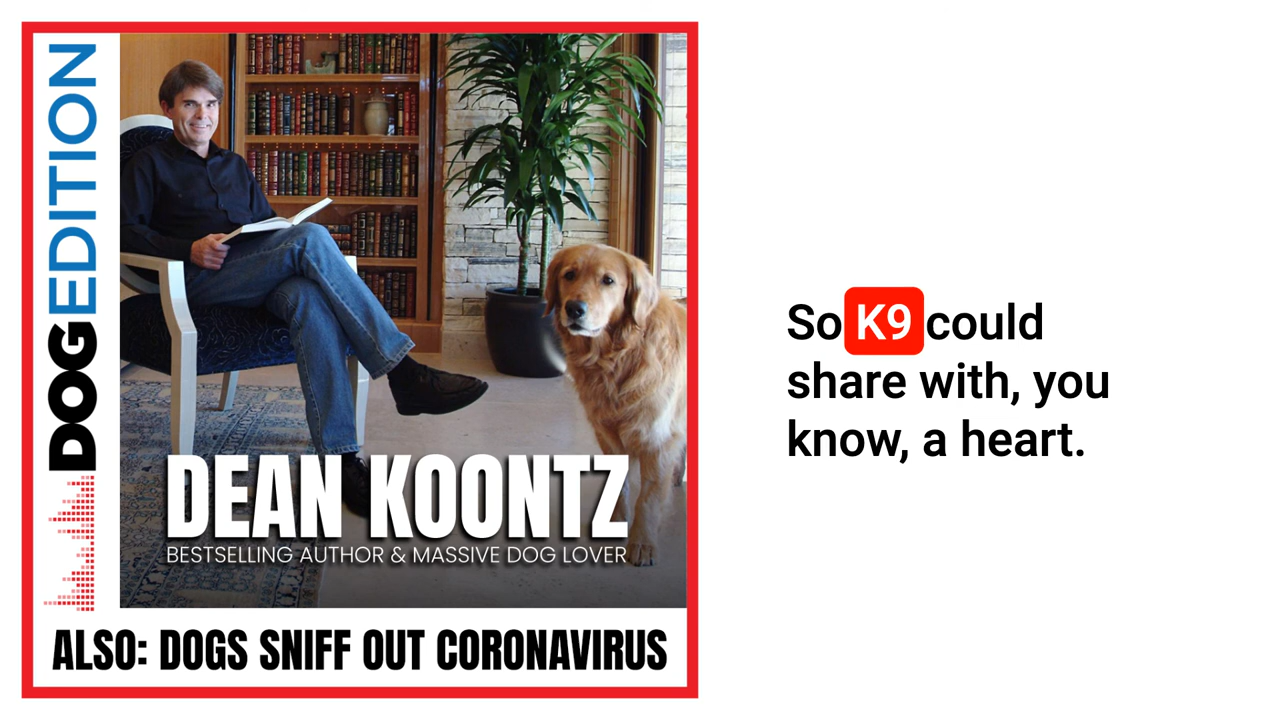 DOGEDITION
DEAN KOONTZ
BESTSELLING AUTHOR & MASSIVE DOG LOVER
ALSO: DOGS SNIFF OUT CORONAVIRUS
So K9 could
share with, you
know, a heart.